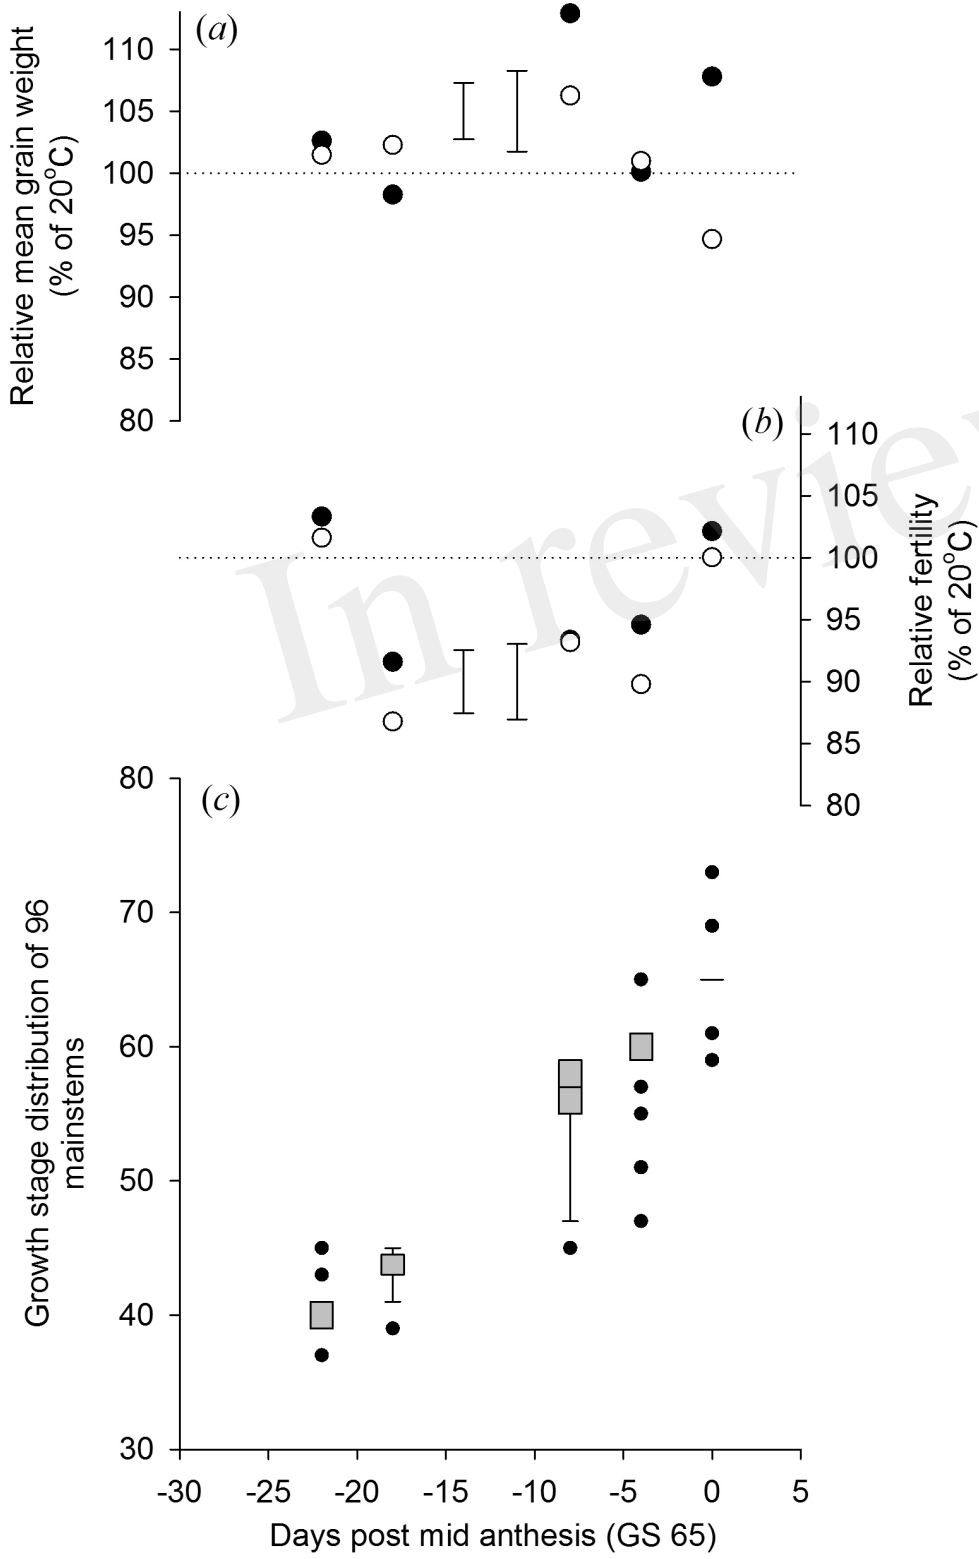 (a)
110
105
100
95
90
85
80
Relative mean grain weight
(% of 20°C)
(b)
110
105
100
95
90
85
80
Relative fertility
(% of 20°C)
In review
(c)
80
70
60
50
40
30
Growth stage distribution of 96
mainstems
-30 -25 -20 -15 -10 -5 0 5
Days post mid anthesis (GS 65)